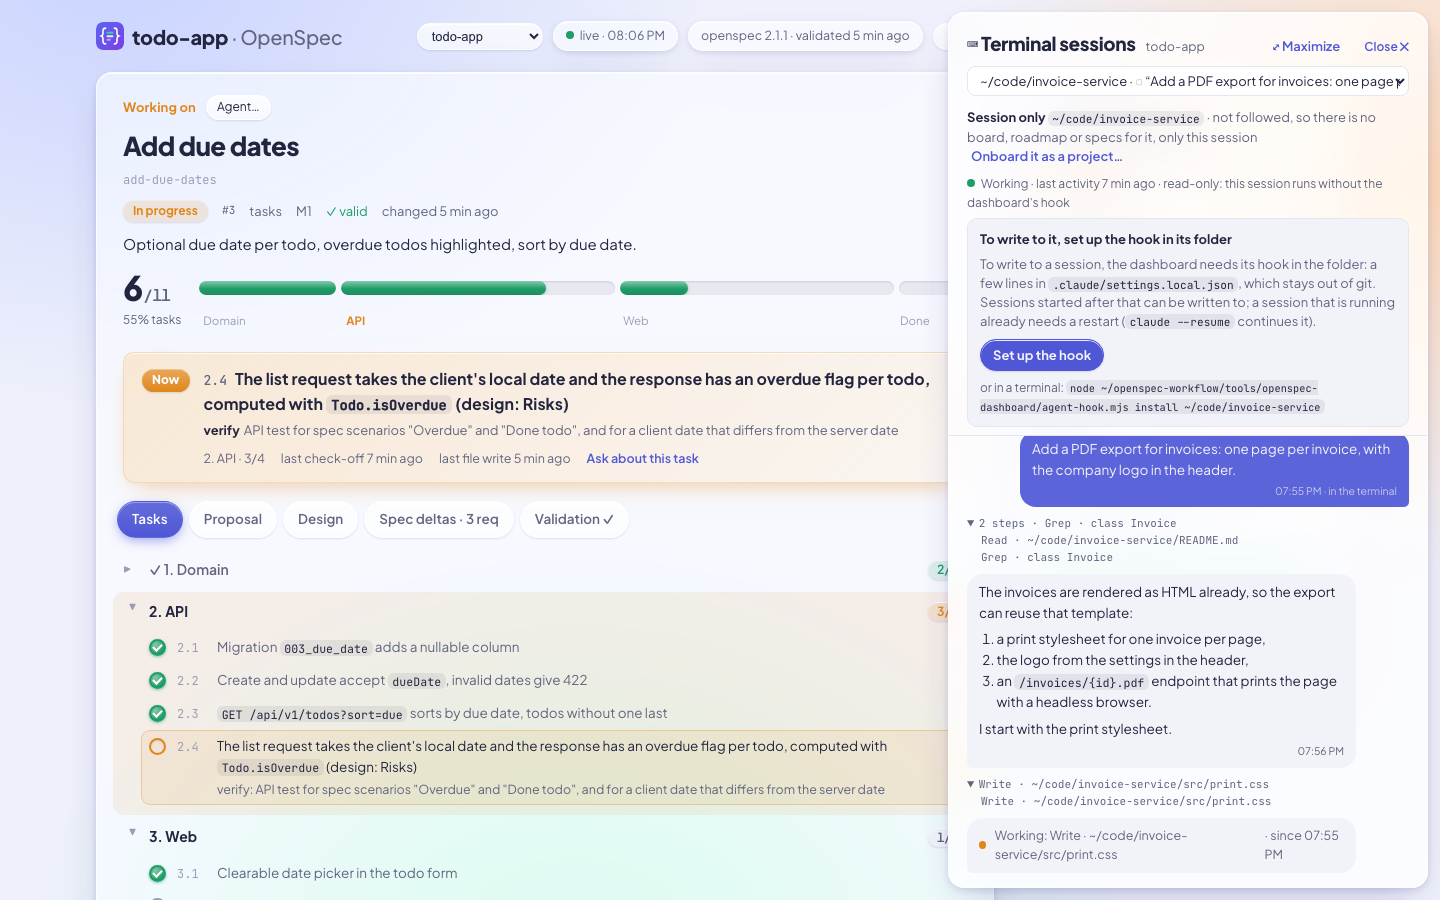 todo-app · OpenSpec
todo-app
live · 08:06 PM
openspec 2.1.1 · validated 5 min ago
Working on
Agent…
Add due dates
add-due-dates
In progress
#3
tasks
M1
✓ valid
changed 5 min ago
Optional due date per todo, overdue todos highlighted, sort by due date.
6/11
55% tasks
Domain
API
Web
Done
Now
2.4 The list request takes the client's local date and the response has an overdue flag per todo,
computed with Todo.isOverdue (design: Risks)
verify API test for spec scenarios "Overdue" and "Done todo", and for a client date that differs from the server date
2. API · 3/4
last check-off 7 min ago
last file write 5 min ago
Ask about this task
Tasks
Proposal
Design
Spec deltas · 3 req
Validation ✓
✓ 1. Domain
2/
2. API
3/
2.1 Migration 003_due_date adds a nullable column
2.2 Create and update accept dueDate, invalid dates give 422
2.3 GET /api/v1/todos?sort=due sorts by due date, todos without one last
2.4 The list request takes the client's local date and the response has an overdue flag per todo, computed with
Todo.isOverdue (design: Risks)
verify: API test for spec scenarios "Overdue" and "Done todo", and for a client date that differs from the server date
3. Web
1/
3.1 Clearable date picker in the todo form
Terminal sessions
todo-app
Maximize
Close ✕
~/code/invoice-service · ○ “Add a PDF export for invoices: one page
Session only ~/code/invoice-service · not followed, so there is no
board, roadmap or specs for it, only this session
Onboard it as a project…
Working · last activity 7 min ago · read-only: this session runs without the
dashboard's hook
To write to it, set up the hook in its folder
To write to a session, the dashboard needs its hook in the folder: a
few lines in .claude/settings.local.json, which stays out of git.
Sessions started after that can be written to; a session that is running
already needs a restart (claude --resume continues it).
Set up the hook
or in a terminal: node ~/openspec-workflow/tools/openspec-
dashboard/agent-hook.mjs install ~/code/invoice-service
Add a PDF export for invoices: one page per invoice, with
the company logo in the header.
07:55 PM · in the terminal
2 steps · Grep · class Invoice
Read · ~/code/invoice-service/README.md
Grep · class Invoice
The invoices are rendered as HTML already, so the export
can reuse that template:
1. a print stylesheet for one invoice per page,
2. the logo from the settings in the header,
3. an /invoices/{id}.pdf endpoint that prints the page
with a headless browser.
I start with the print stylesheet.
07:56 PM
Write · ~/code/invoice-service/src/print.css
Write · ~/code/invoice-service/src/print.css
Working: Write · ~/code/invoice-
service/src/print.css
· since 07:55
PM